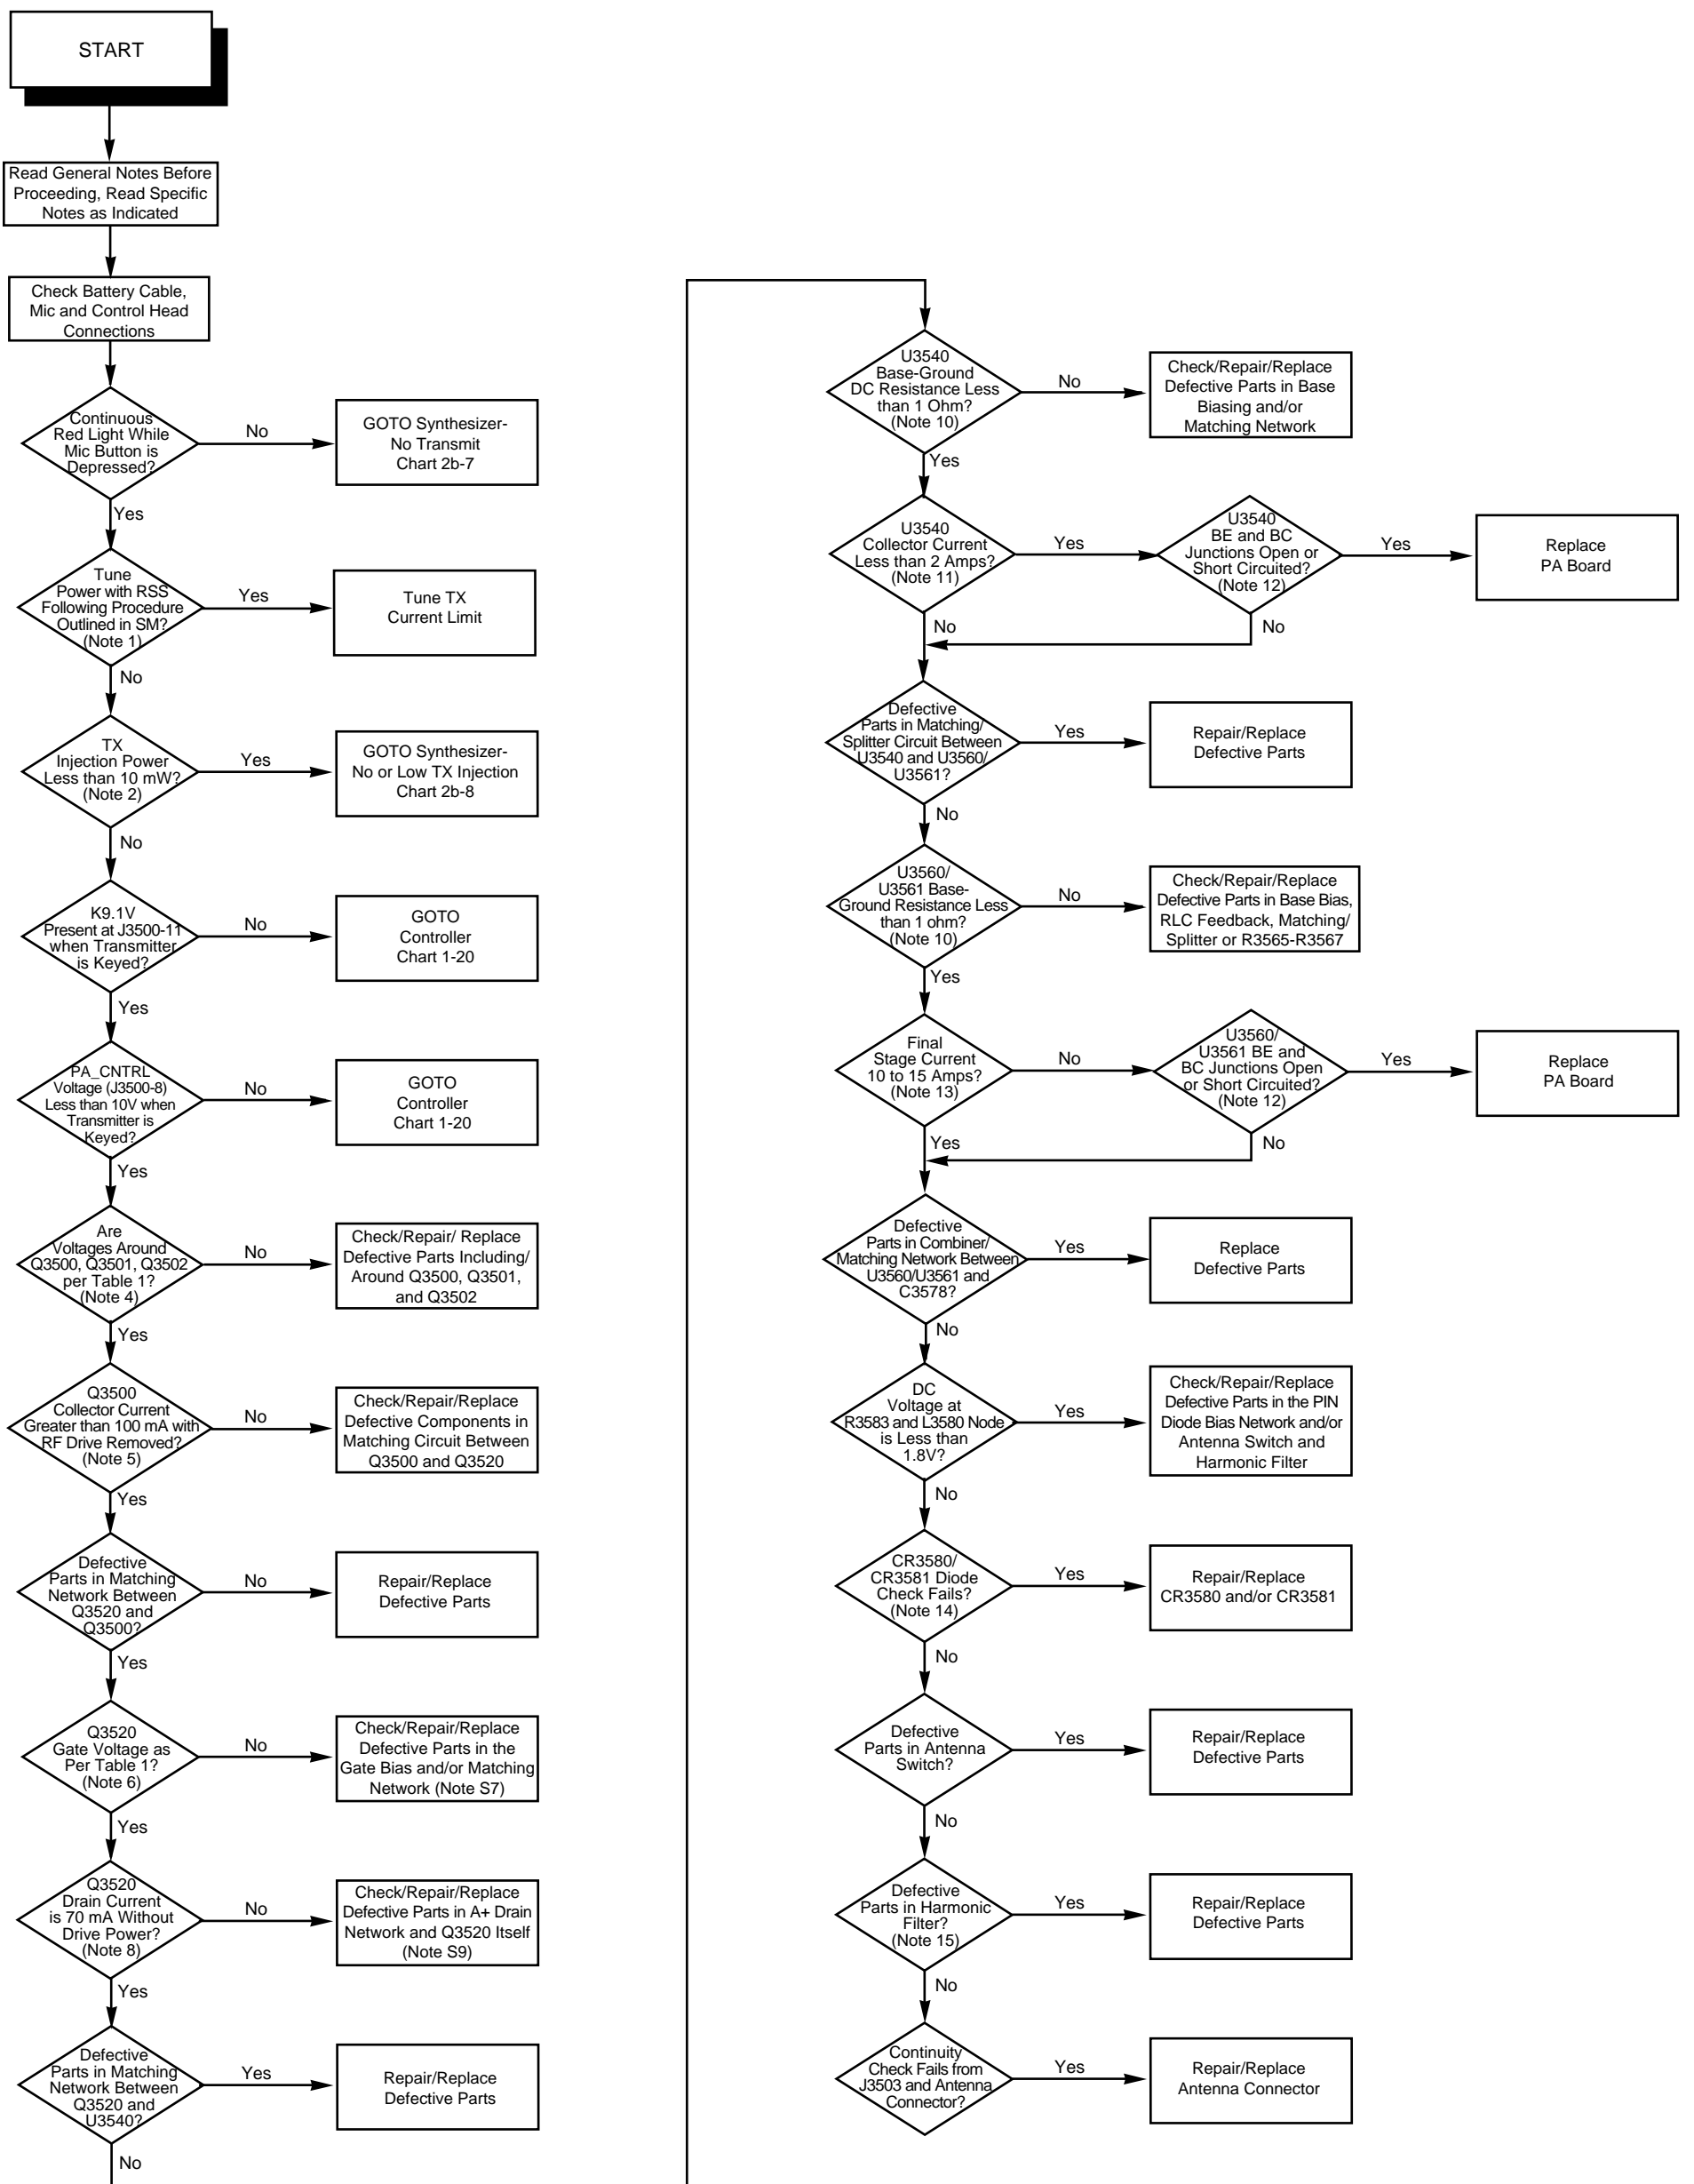 START
Read General Notes Before
Proceeding, Read Specific
Notes as Indicated
Check Battery Cable,
Mic and Control Head
Connections
Continuous
Red Light While
Mic Button is
Depressed?
No
GOTO Synthesizer-
No Transmit
Chart 2b-7
Yes
Tune
Power with RSS
Following Procedure
Outlined in SM?
(Note 1)
Yes
Tune TX
Current Limit
No
TX
Injection Power
Less than 10 mW?
(Note 2)
Yes
GOTO Synthesizer-
No or Low TX Injection
Chart 2b-8
No
K9.1V
Present at J3500-11
when Transmitter
is Keyed?
No
GOTO
Controller
Chart 1-20
Yes
PA_CNTRL
Voltage (J3500-8)
Less than 10V when
Transmitter is
Keyed?
No
GOTO
Controller
Chart 1-20
Yes
Are
Voltages Around
Q3500, Q3501, Q3502
per Table 1?
(Note 4)
No
Check/Repair/ Replace
Defective Parts Including/
Around Q3500, Q3501,
and Q3502
Yes
Q3500
Collector Current
Greater than 100 mA with
RF Drive Removed?
(Note 5)
No
Check/Repair/Replace
Defective Components in
Matching Circuit Between
Q3500 and Q3520
Yes
Defective
Parts in Matching
Network Between
Q3520 and
Q3500?
No
Repair/Replace
Defective Parts
Yes
Q3520
Gate Voltage as
Per Table 1?
(Note 6)
No
Check/Repair/Replace
Defective Parts in the
Gate Bias and/or Matching
Network (Note S7)
Yes
Q3520
Drain Current
is 70 mA Without
Drive Power?
(Note 8)
No
Check/Repair/Replace
Defective Parts in A+ Drain
Network and Q3520 Itself
(Note S9)
Yes
Defective
Parts in Matching
Network Between
Q3520 and
U3540?
Yes
Repair/Replace
Defective Parts
No
U3540
Base-Ground
DC Resistance Less
than 1 Ohm?
(Note 10)
No
Check/Repair/Replace
Defective Parts in Base
Biasing and/or
Matching Network
Yes
U3540
Collector Current
Less than 2 Amps?
(Note 11)
Yes
U3540
BE and BC
Junctions Open or
Short Circuited?
(Note 12)
Yes
Replace
PA Board
No
No
Defective
Parts in Matching/
Splitter Circuit Between
U3540 and U3560/
U3561?
Yes
Repair/Replace
Defective Parts
No
U3560/
U3561 Base-
Ground Resistance Less
than 1 ohm?
(Note 10)
No
Check/Repair/Replace
Defective Parts in Base Bias,
RLC Feedback, Matching/
Splitter or R3565-R3567
Yes
Final
Stage Current
10 to 15 Amps?
(Note 13)
No
U3560/
U3561 BE and
BC Junctions Open
or Short Circuited?
(Note 12)
Yes
Replace
PA Board
Yes
No
Defective
Parts in Combiner/
Matching Network Between
U3560/U3561 and
C3578?
Yes
Replace
Defective Parts
No
DC
Voltage at
R3583 and L3580 Node
is Less than
1.8V?
Yes
Check/Repair/Replace
Defective Parts in the PIN
Diode Bias Network and/or
Antenna Switch and
Harmonic Filter
No
CR3580/
CR3581 Diode
Check Fails?
(Note 14)
Yes
Repair/Replace
CR3580 and/or CR3581
No
Defective
Parts in Antenna
Switch?
Yes
Repair/Replace
Defective Parts
No
Defective
Parts in Harmonic
Filter?
(Note 15)
Yes
Repair/Replace
Defective Parts
No
Continuity
Check Fails from
J3503 and Antenna
Connector?
Yes
Repair/Replace
Antenna Connector